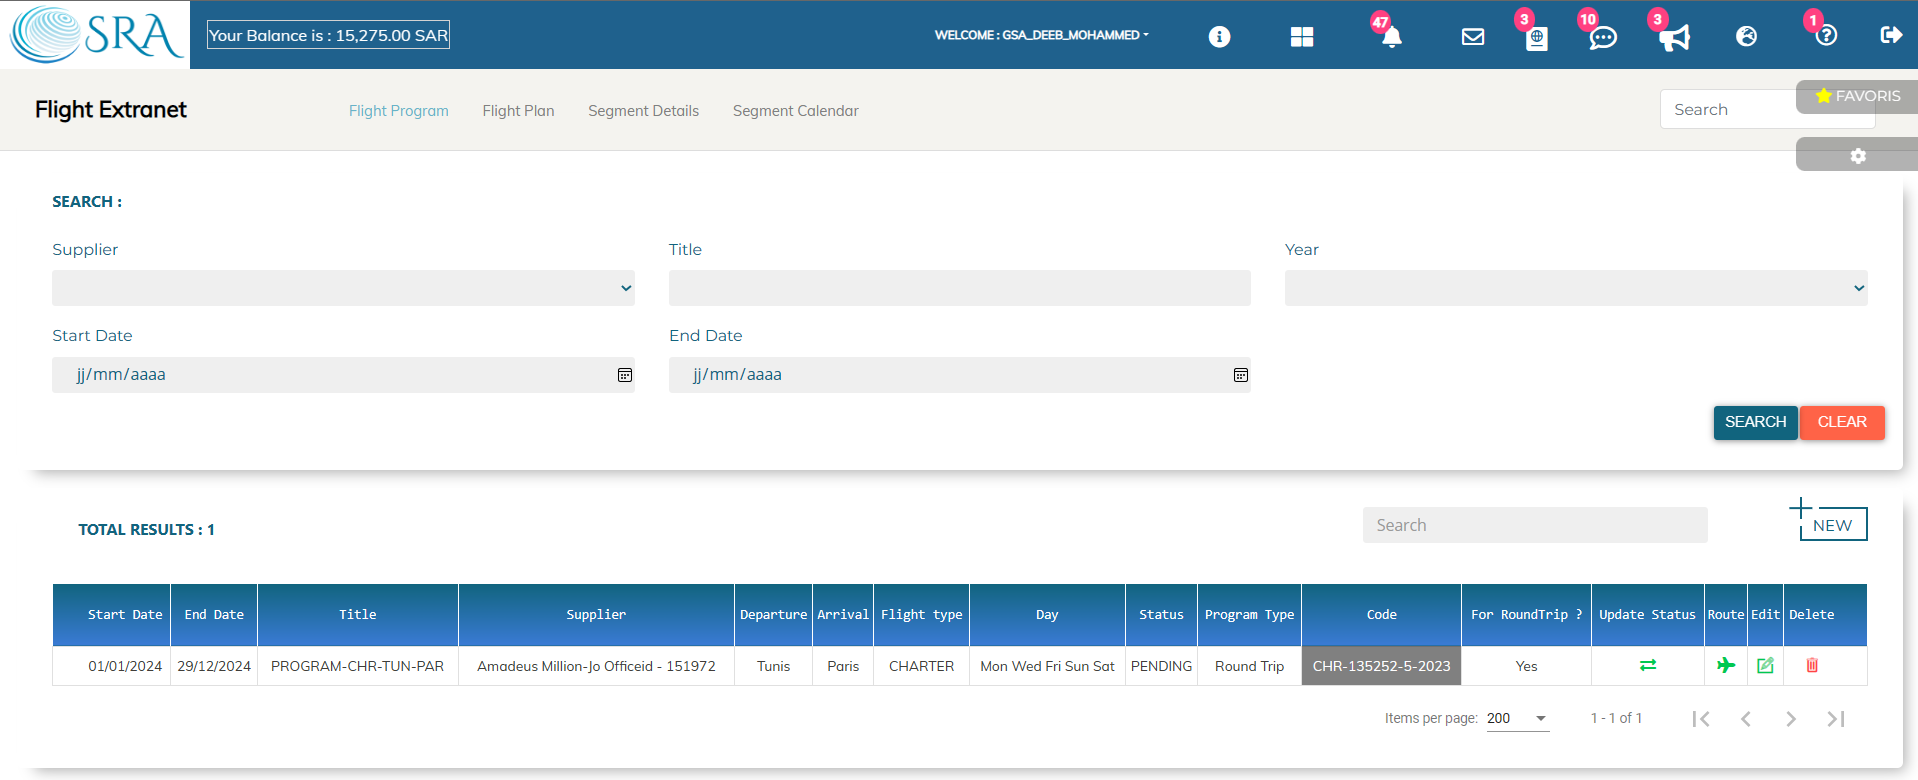 SRA
Your Balance is : 15,275.00 SAR
WELCOME : GSA_DEEB_MOHAMMED
47
3
10
3
1
Flight Extranet
Flight Program
Flight Plan
Segment Details
Segment Calendar
Search
FAVORIS
SEARCH :
Supplier
Title
Year
Start Date
End Date
jj/mm/aaaa
jj/mm/aaaa
SEARCH
CLEAR
TOTAL RESULTS : 1
Search
NEW
Start Date End Date Title Supplier Departure Arrival Flight type Day Status Program Type Code For RoundTrip ? Update Status Route Edit Delete
01/01/2024 29/12/2024 PROGRAM-CHR-TUN-PAR Amadeus Million-Jo Officeid - 151972 Tunis Paris CHARTER Mon Wed Fri Sun Sat PENDING Round Trip CHR-135252-5-2023 Yes
Items per page: 200 1 - 1 of 1